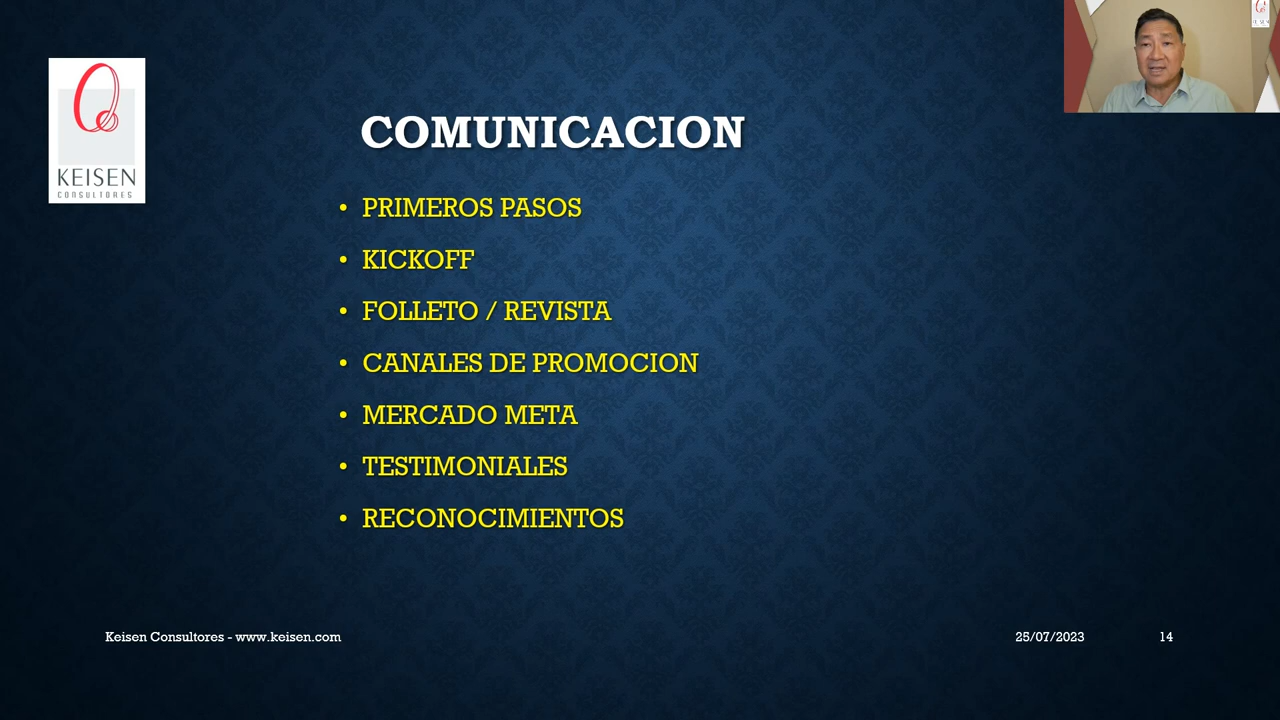 KEISEN
CONSULTORES
COMUNICACION
• PRIMEROS PASOS
• KICKOFF
• FOLLETO / REVISTA
• CANALES DE PROMOCION
• MERCADO META
• TESTIMONIALES
• RECONOCIMIENTOS
Keisen Consultores - www.keisen.com
25/07/2023
14